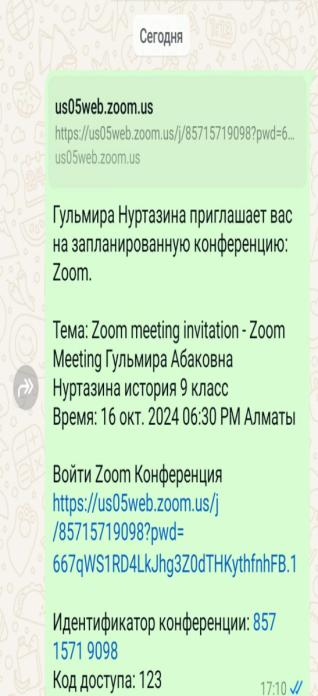 Сегодня
us05web.zoom.us
https://us05web.zoom.us/j/85715719098?pwd=6...
us05web.zoom.us
Гульмира Нуртазина приглашает вас
на запланированную конференцию:
Zoom.
Тема: Zoom meeting invitation - Zoom
Meeting Гульмира Абаковна
Нуртазина история 9 класс
Время: 16 окт. 2024 06:30 PM Алматы
Войти Zoom Конференция
https://us05web.zoom.us/j
/85715719098?pwd=
667qWS1RD4LkJhg3Z0dTHKythfnhFB.1
Идентификатор конференции: 857
1571 9098
Код доступа: 123
17:10